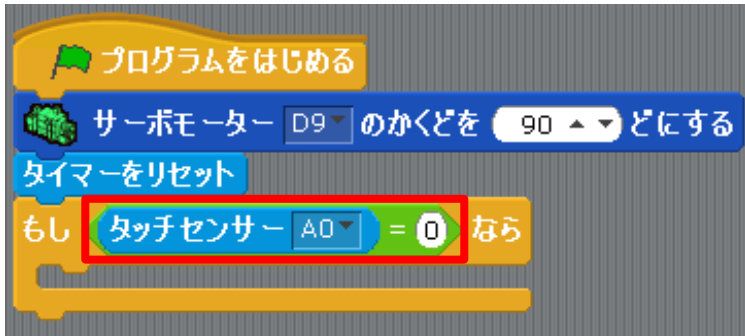 プログラムをはじめる
サーボモーター D9 のかくどを 90 どにする
タイマーをリセット
もし タッチセンサー A0 = 0 なら